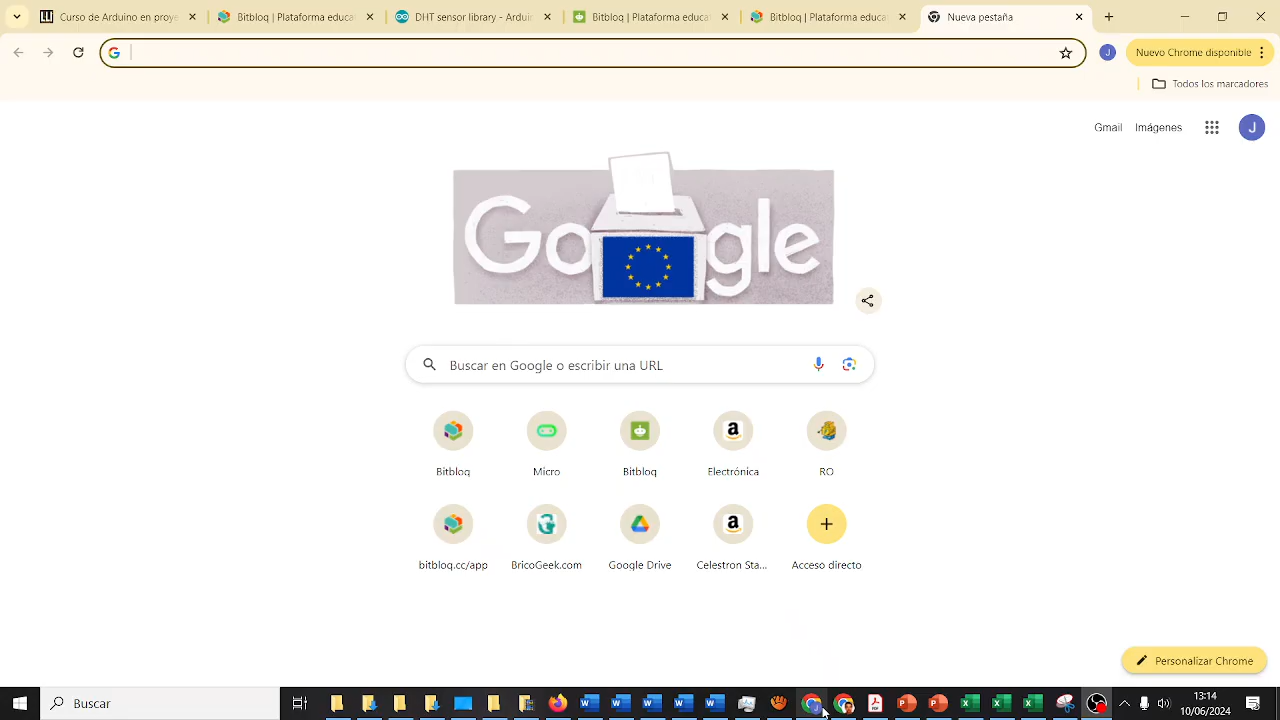 Curso de Arduino en proye
Bitbloq | Plataforma educa
DHT sensor library - Arduin
Bitbloq | Plataforma educa
Bitbloq | Plataforma educa
Nueva pestaña
J
Nuevo Chrome disponible
Todos los marcadores
Gmail
Imágenes
J
Google
Buscar en Google o escribir una URL
Bitbloq
Micro
Bitbloq
Electrónica
RO
bitbloq.cc/app
BricoGeek.com
Google Drive
Celestron Sta...
Acceso directo
Personalizar Chrome
Buscar
13:14
10/06/2024